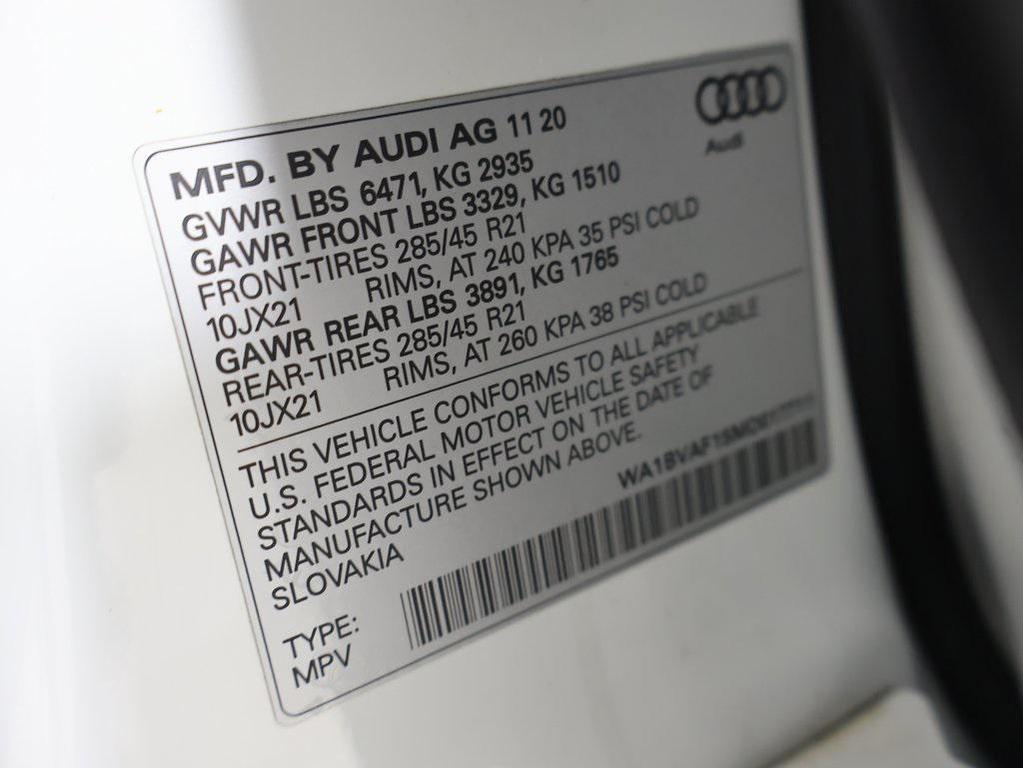 Audi
MFD. BY AUDI AG 11 20
GVWR LBS 6471, KG 2935
GAWR FRONT LBS 3329, KG 1510
FRONT-TIRES 285/45 R21
10JX21 RIMS, AT 240 KPA 35 PSI COLD
GAWR REAR LBS 3891, KG 1765
REAR-TIRES 285/45 R21
10JX21 RIMS, AT 260 KPA 38 PSI COLD
THIS VEHICLE CONFORMS TO ALL APPLICABLE
U.S. FEDERAL MOTOR VEHICLE SAFETY
STANDARDS IN EFFECT ON THE DATE OF
MANUFACTURE SHOWN ABOVE.
SLOVAKIA
TYPE:
MPV